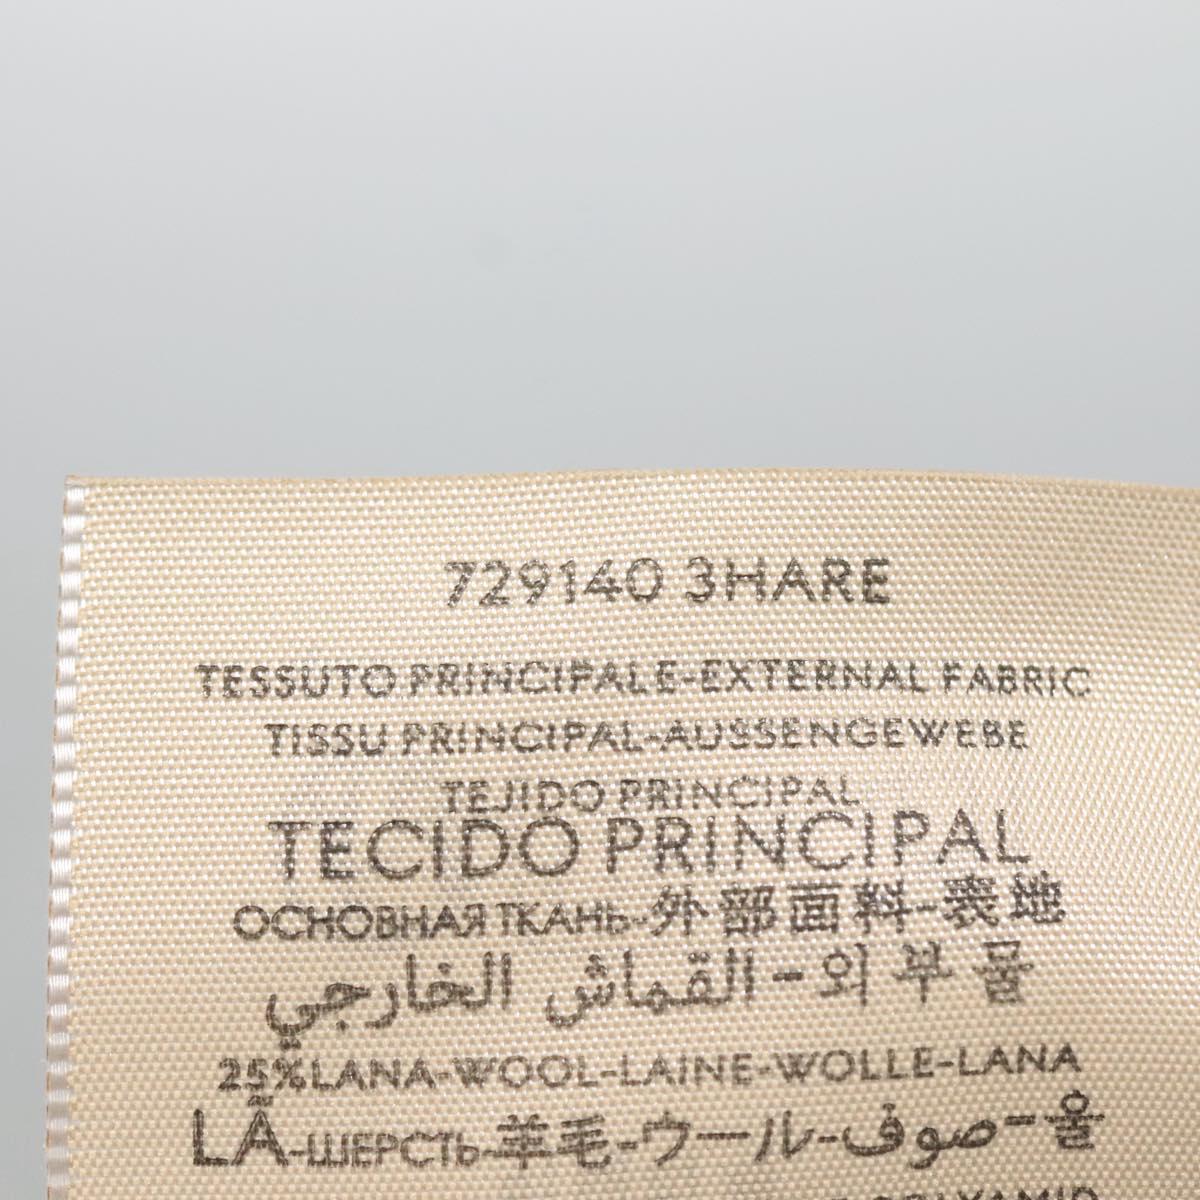 729140 3HARE
TESSUTO PRINCIPALE-EXTERNAL FABRIC
TISSU PRINCIPAL-AUSSENGEWEBE
TEJIDO PRINCIPAL
TECIDO PRINCIPAL
ОСНОВНАЯ ТКАНЬ-外部面料-表地
외부물-القماش الخارجي
25%LANA-WOOL-LAINE-WOLLE-LANA
LÃ-ШЕРСТЬ-羊毛-ウール-صوف-울